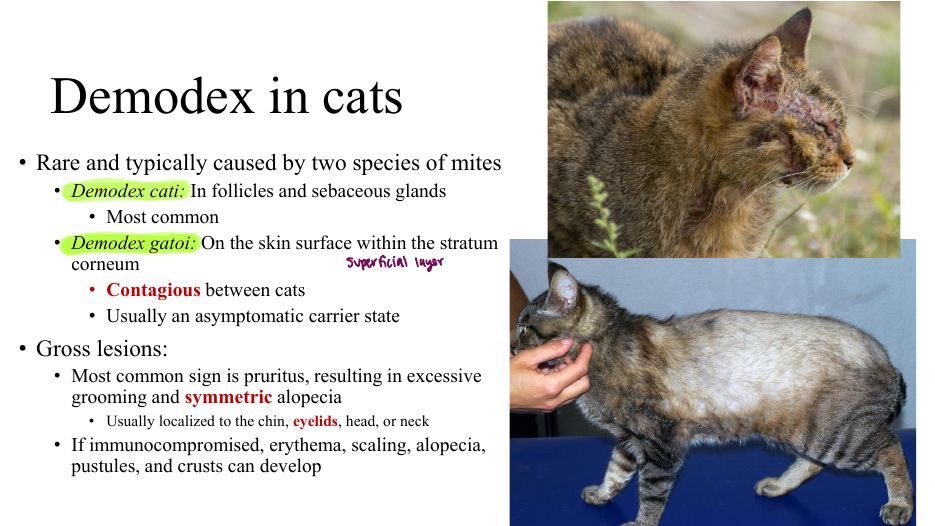 Demodex in cats
• Rare and typically caused by two species of mites
• Demodex cati: In follicles and sebaceous glands
• Most common
• Demodex gatoi: On the skin surface within the stratum
corneum
superficial layer
• Contagious between cats
• Usually an asymptomatic carrier state
• Gross lesions:
• Most common sign is pruritus, resulting in excessive
grooming and symmetric alopecia
• Usually localized to the chin, eyelids, head, or neck
• If immunocompromised, erythema, scaling, alopecia,
pustules, and crusts can develop